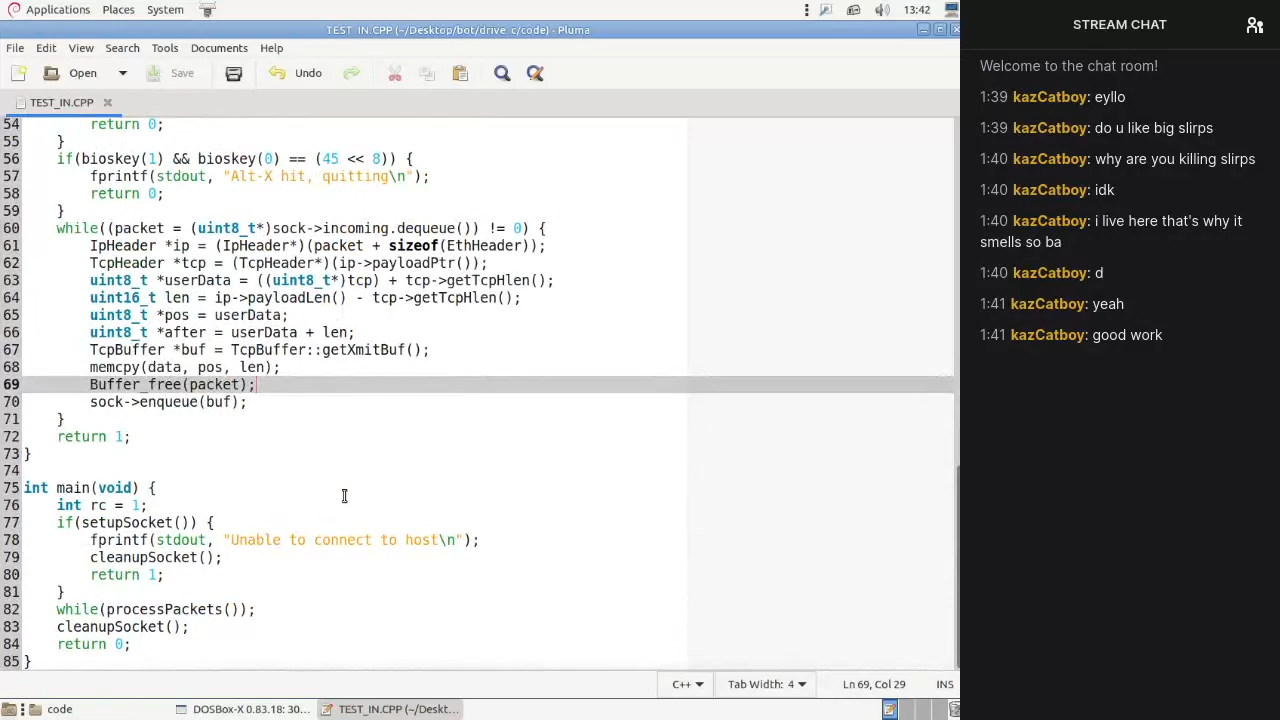 Applications Places System 13:42
TEST_IN.CPP (~/Desktop/bot/drive_c/code) - Pluma
File Edit View Search Tools Documents Help
Open Save Undo
TEST_IN.CPP
54 return 0;
55 }
56 if(bioskey(1) && bioskey(0) == (45 << 8)) {
57 fprintf(stdout, "Alt-X hit, quitting\n");
58 return 0;
59 }
60 while((packet = (uint8_t*)sock->incoming.dequeue()) != 0) {
61 IpHeader *ip = (IpHeader*)(packet + sizeof(EthHeader));
62 TcpHeader *tcp = (TcpHeader*)(ip->payloadPtr());
63 uint8_t *userData = ((uint8_t*)tcp) + tcp->getTcpHlen();
64 uint16_t len = ip->payloadLen() - tcp->getTcpHlen();
65 uint8_t *pos = userData;
66 uint8_t *after = userData + len;
67 TcpBuffer *buf = TcpBuffer::getXmitBuf();
68 memcpy(data, pos, len);
69 Buffer_free(packet);
70 sock->enqueue(buf);
71 }
72 return 1;
73 }
74
75 int main(void) {
76 int rc = 1;
77 if(setupSocket()) {
78 fprintf(stdout, "Unable to connect to host\n");
79 cleanupSocket();
80 return 1;
81 }
82 while(processPackets());
83 cleanupSocket();
84 return 0;
85 }
C++ Tab Width: 4 Ln 69, Col 29 INS
code DOSBox-X 0.83.18: 30... TEST_IN.CPP (~/Deskt...
STREAM CHAT
Welcome to the chat room!
1:39 kazCatboy: eyllo
1:39 kazCatboy: do u like big slirps
1:40 kazCatboy: why are you killing slirps
1:40 kazCatboy: idk
1:40 kazCatboy: i live here that's why it
smells so ba
1:40 kazCatboy: d
1:41 kazCatboy: yeah
1:41 kazCatboy: good work